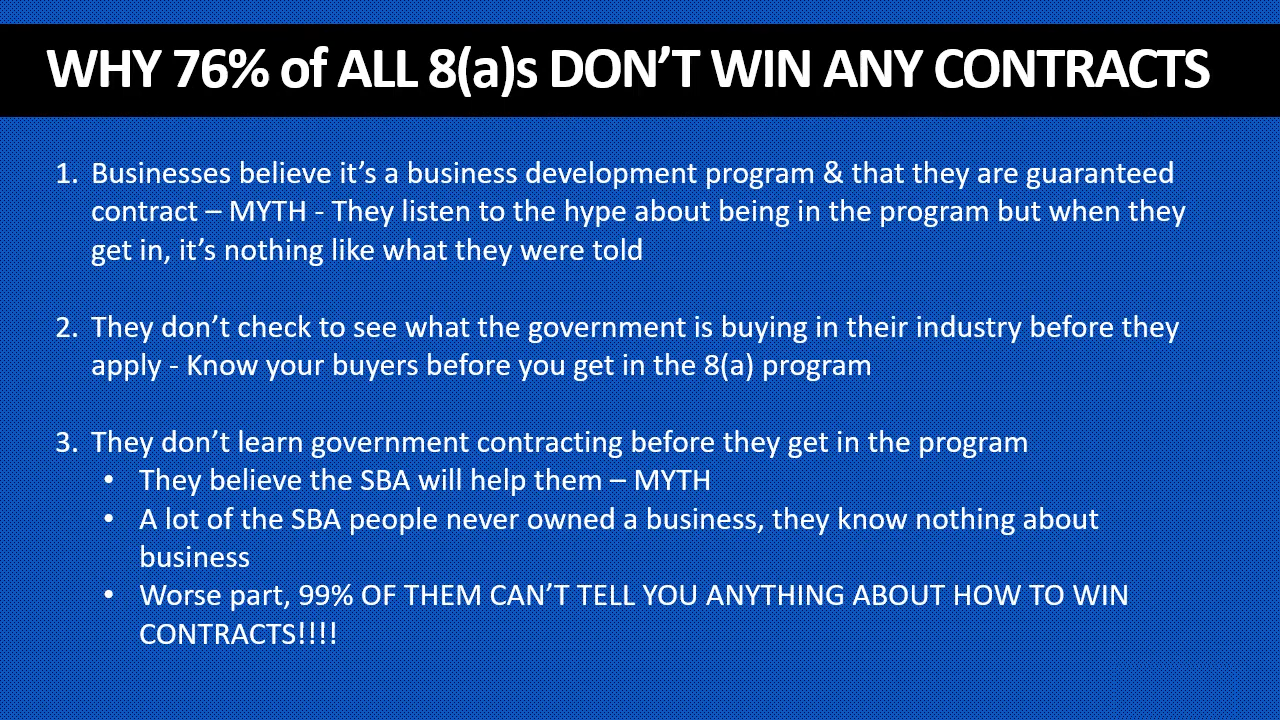 WHY 76% of ALL 8(a)s DON’T WIN ANY CONTRACTS
1. Businesses believe it’s a business development program & that they are guaranteed
contract – MYTH - They listen to the hype about being in the program but when they
get in, it’s nothing like what they were told
2. They don’t check to see what the government is buying in their industry before they
apply - Know your buyers before you get in the 8(a) program
3. They don’t learn government contracting before they get in the program
• They believe the SBA will help them – MYTH
• A lot of the SBA people never owned a business, they know nothing about
business
• Worse part, 99% OF THEM CAN’T TELL YOU ANYTHING ABOUT HOW TO WIN
CONTRACTS!!!!